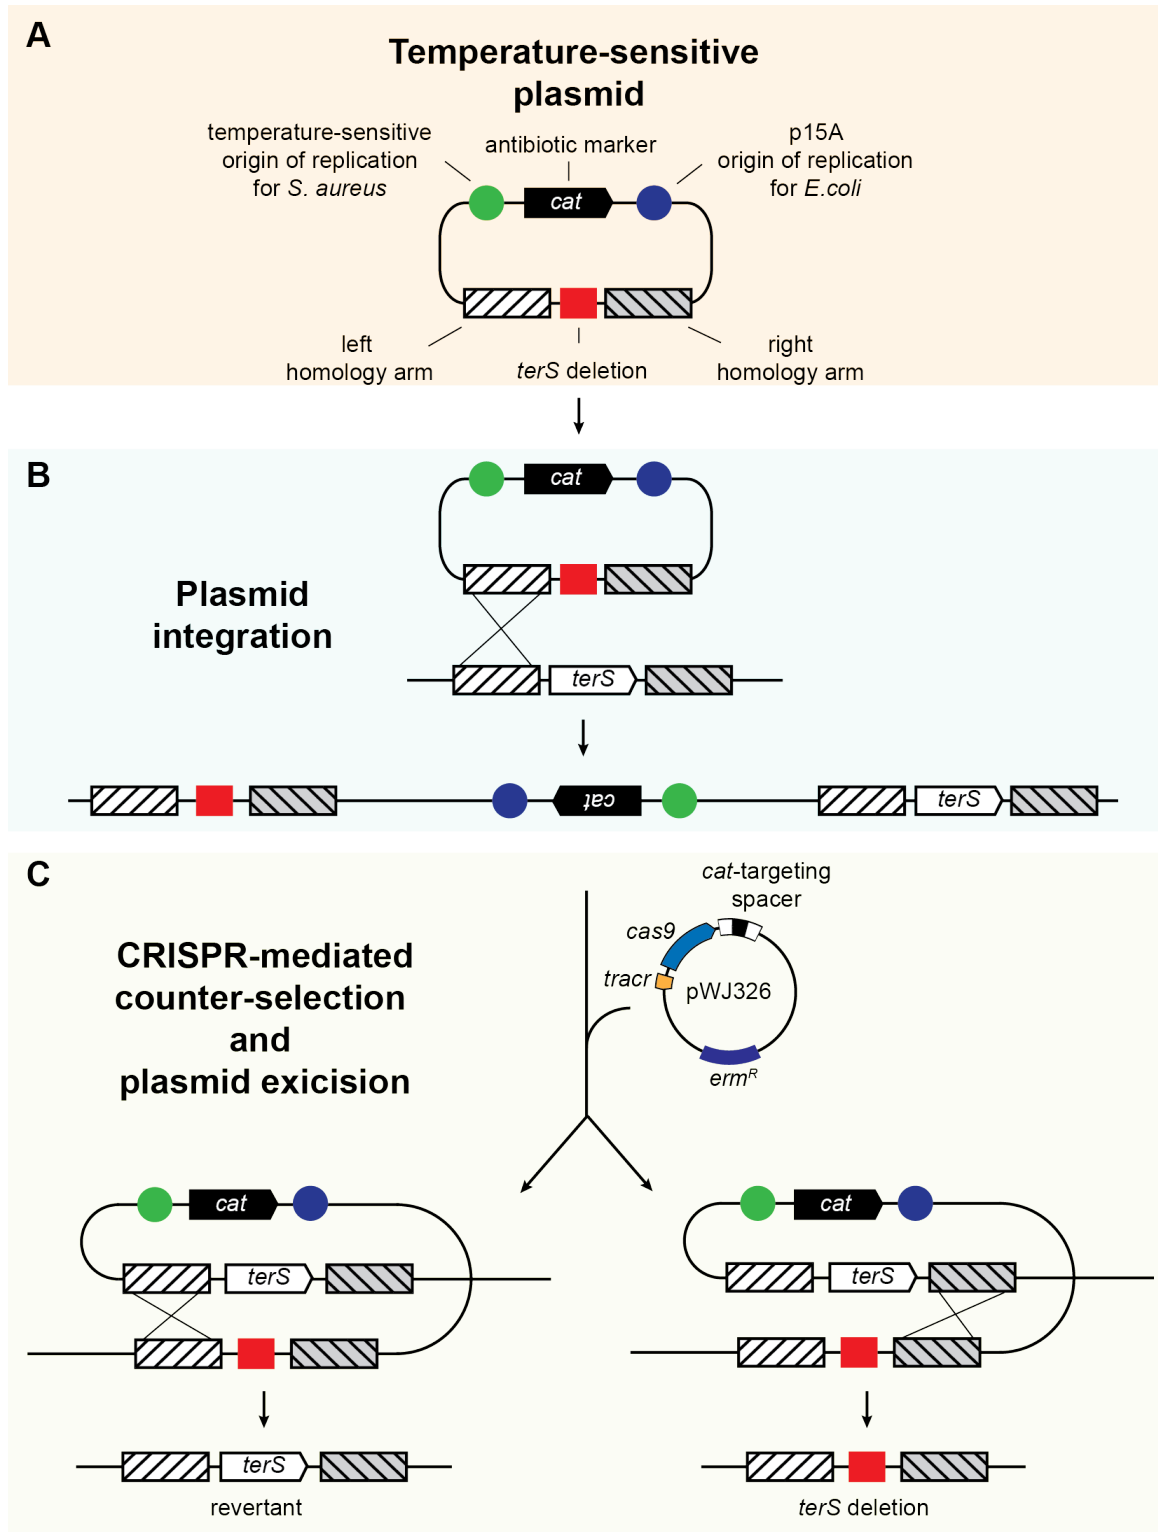 A
Temperature-sensitive
plasmid
temperature-sensitive
origin of replication
for S. aureus
antibiotic marker
p15A
origin of replication
for E.coli
cat
left
homology arm
terS deletion
right
homology arm
B
cat
Plasmid
integration
terS
cat
terS
C
cat-targeting
spacer
cas9
tracr
pWJ326
ermR
CRISPR-mediated
counter-selection
and
plasmid exicision
cat
terS
cat
terS
terS
revertant
terS deletion